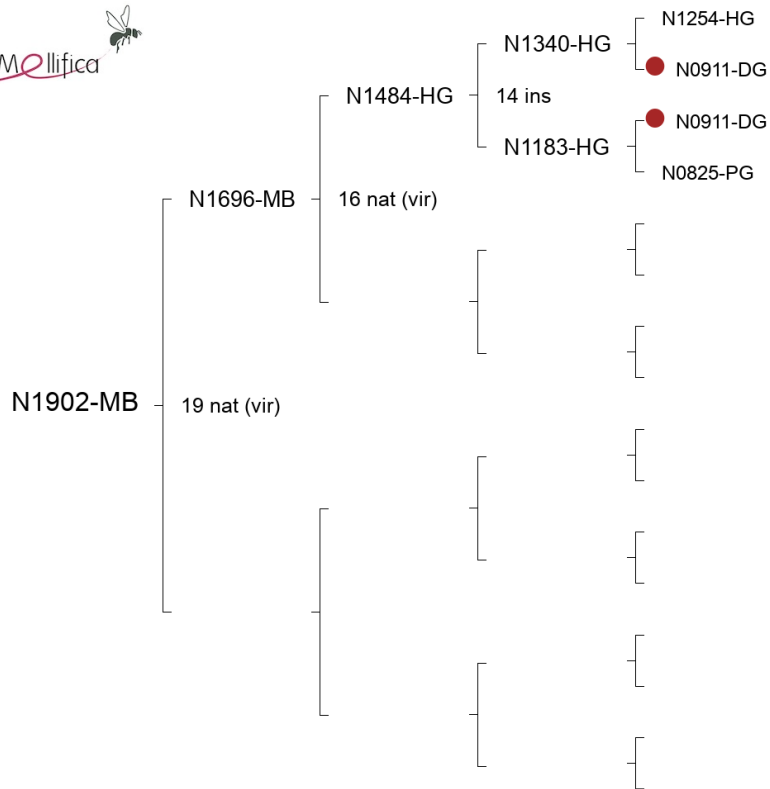 Mellifica
N1254-HG
N1340-HG
N0911-DG
N1484-HG
14 ins
N0911-DG
N1183-HG
N0825-PG
N1696-MB
16 nat (vir)
N1902-MB
19 nat (vir)